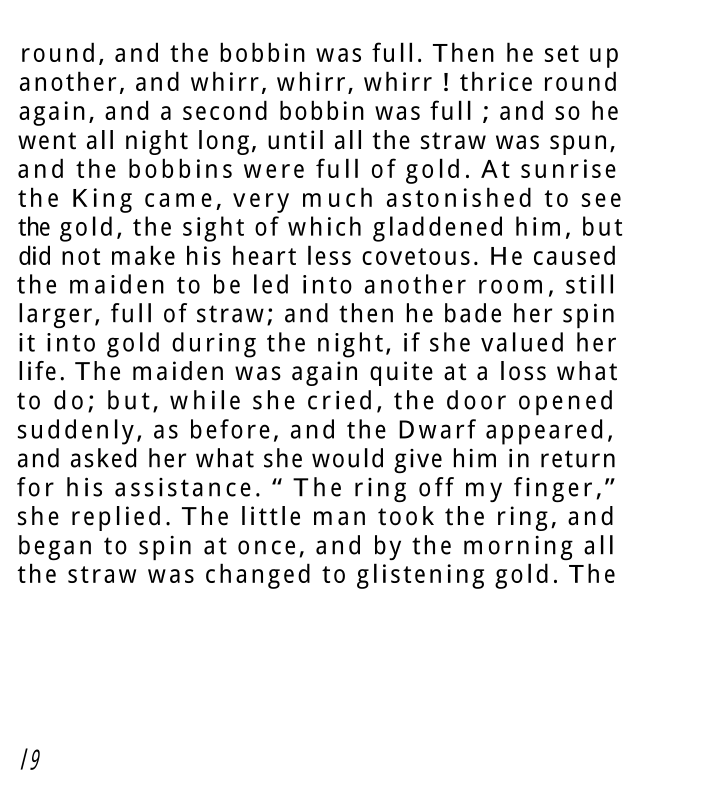 round, and the bobbin was full. Then he set up
another, and whirr, whirr, whirr ! thrice round
again, and a second bobbin was full ; and so he
went all night long, until all the straw was spun,
and the bobbins were full of gold. At sunrise
the King came, very much astonished to see
the gold, the sight of which gladdened him, but
did not make his heart less covetous. He caused
the maiden to be led into another room, still
larger, full of straw; and then he bade her spin
it into gold during the night, if she valued her
life. The maiden was again quite at a loss what
to do; but, while she cried, the door opened
suddenly, as before, and the Dwarf appeared,
and asked her what she would give him in return
for his assistance. “ The ring off my finger,”
she replied. The little man took the ring, and
began to spin at once, and by the morning all
the straw was changed to glistening gold. The
19